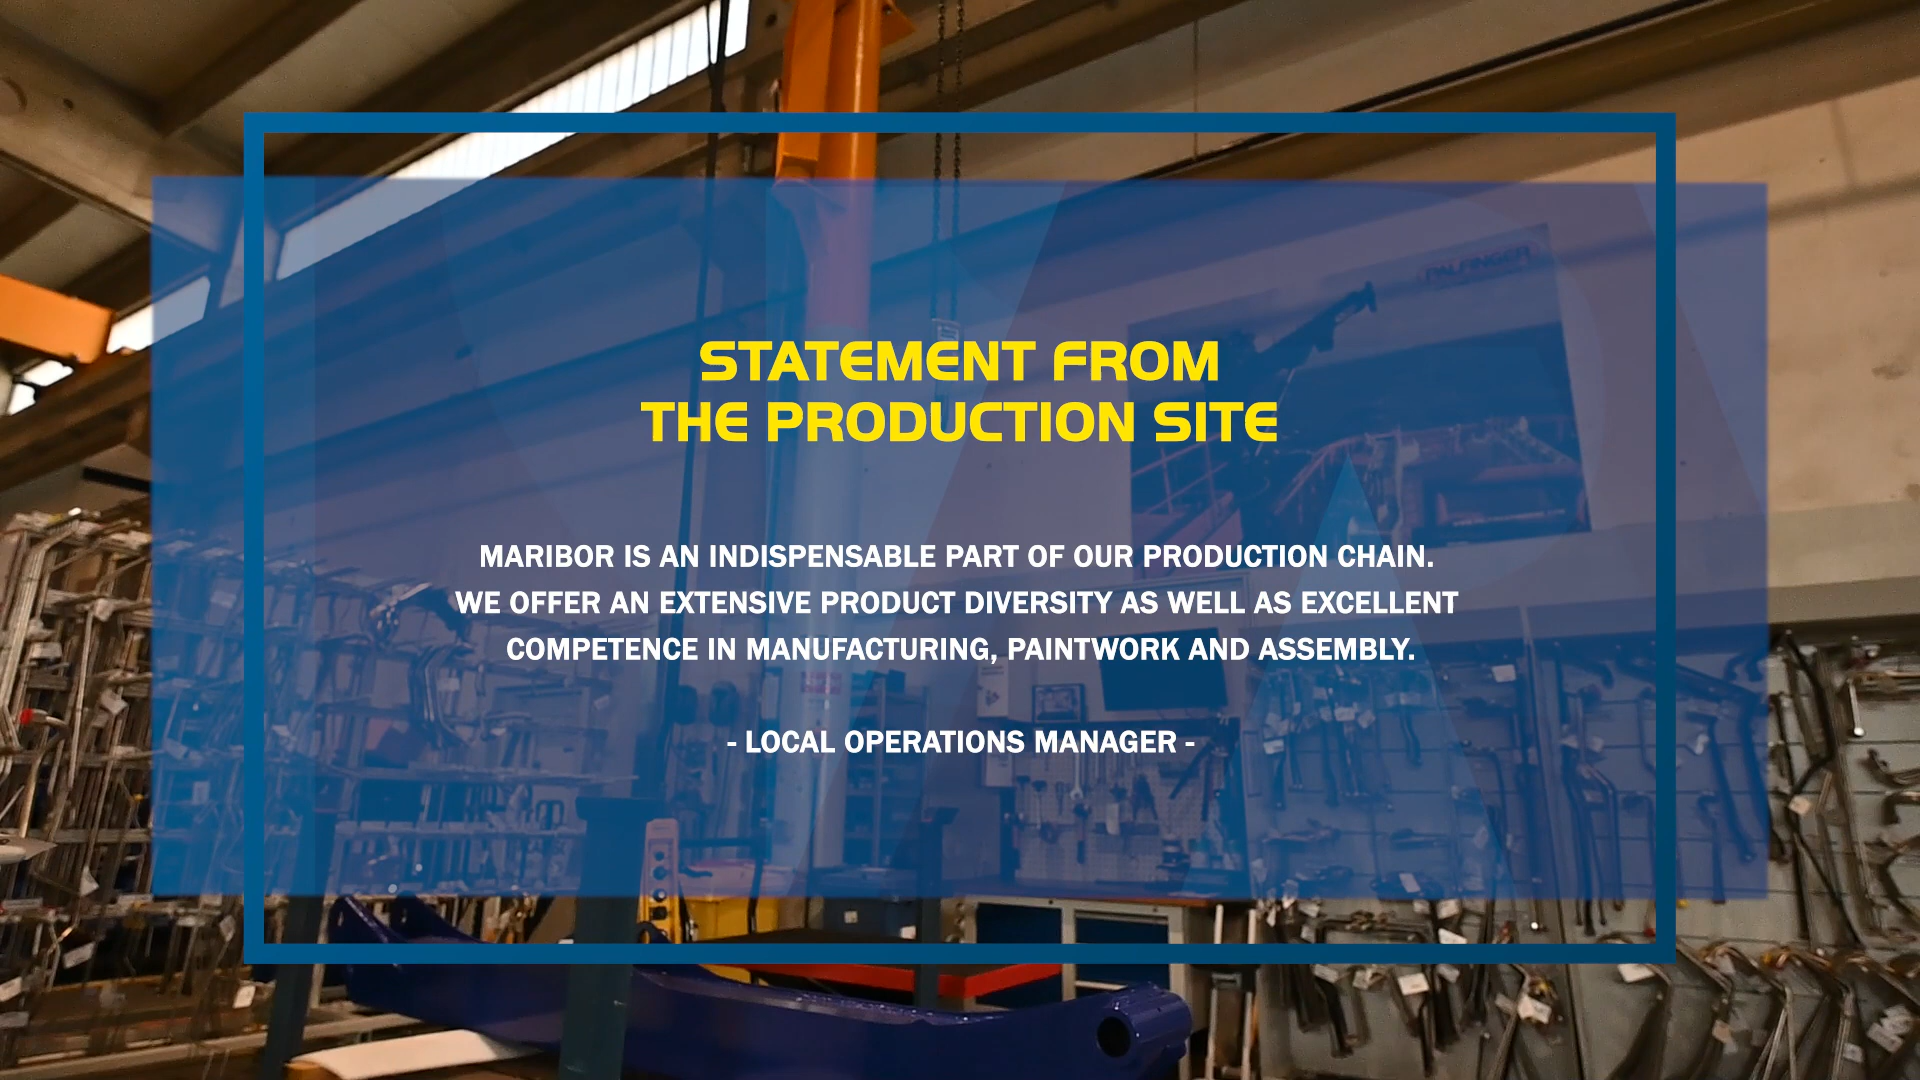 PALFINGER
STATEMENT FROM
THE PRODUCTION SITE
MARIBOR IS AN INDISPENSABLE PART OF OUR PRODUCTION CHAIN.
WE OFFER AN EXTENSIVE PRODUCT DIVERSITY AS WELL AS EXCELLENT
COMPETENCE IN MANUFACTURING, PAINTWORK AND ASSEMBLY.
- LOCAL OPERATIONS MANAGER -